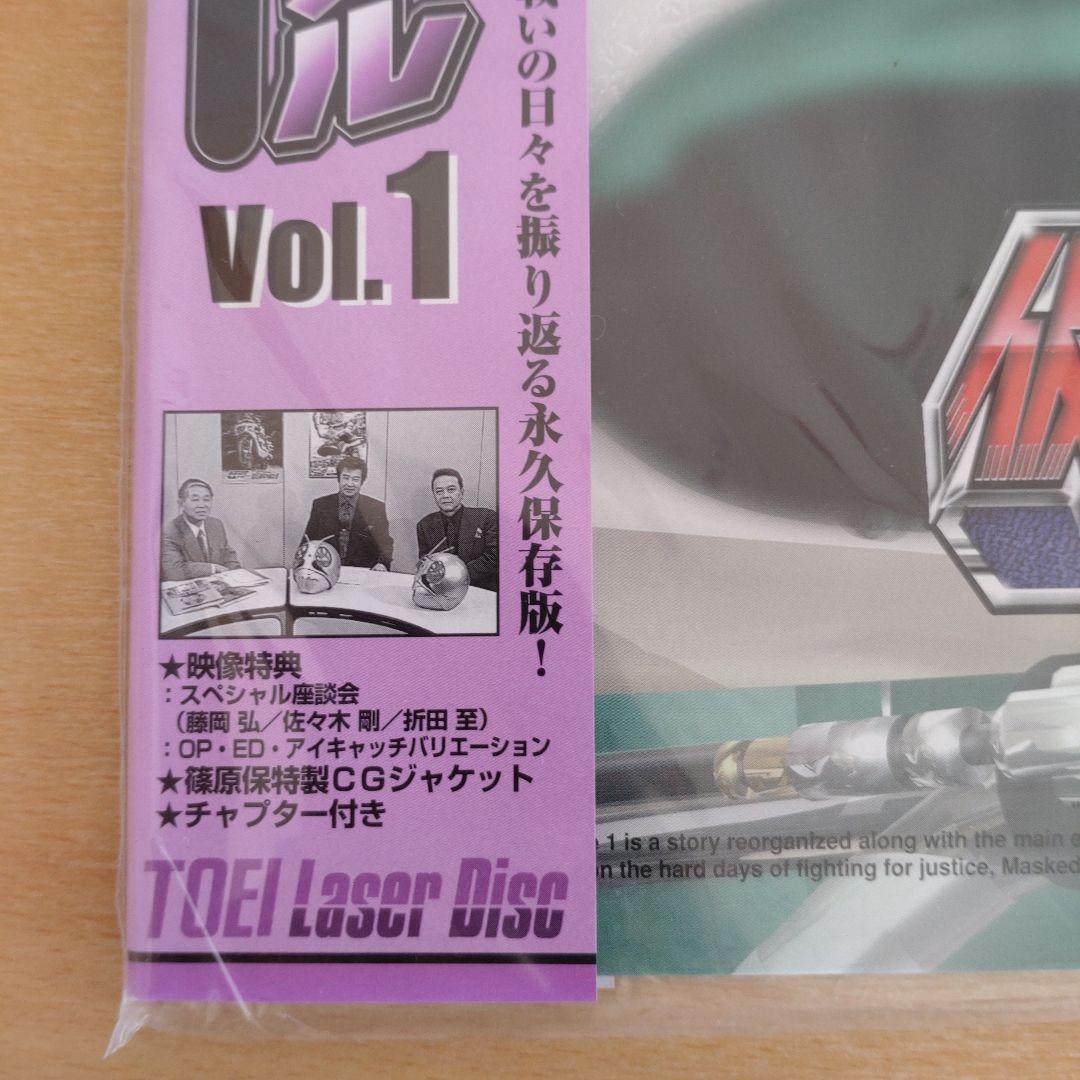 戦いの日々を振り返る永久保存版!
Vol.1
★映像特典
:スペシャル座談会
(藤岡 弘/佐々木 剛/折田 至)
:OP・ED・アイキャッチバリエーション
★篠原保特製CGジャケット
★チャプター付き
TOEI Laser Disc
1 is a story reorganized along with the main
on the hard days of fighting for justice, Masked